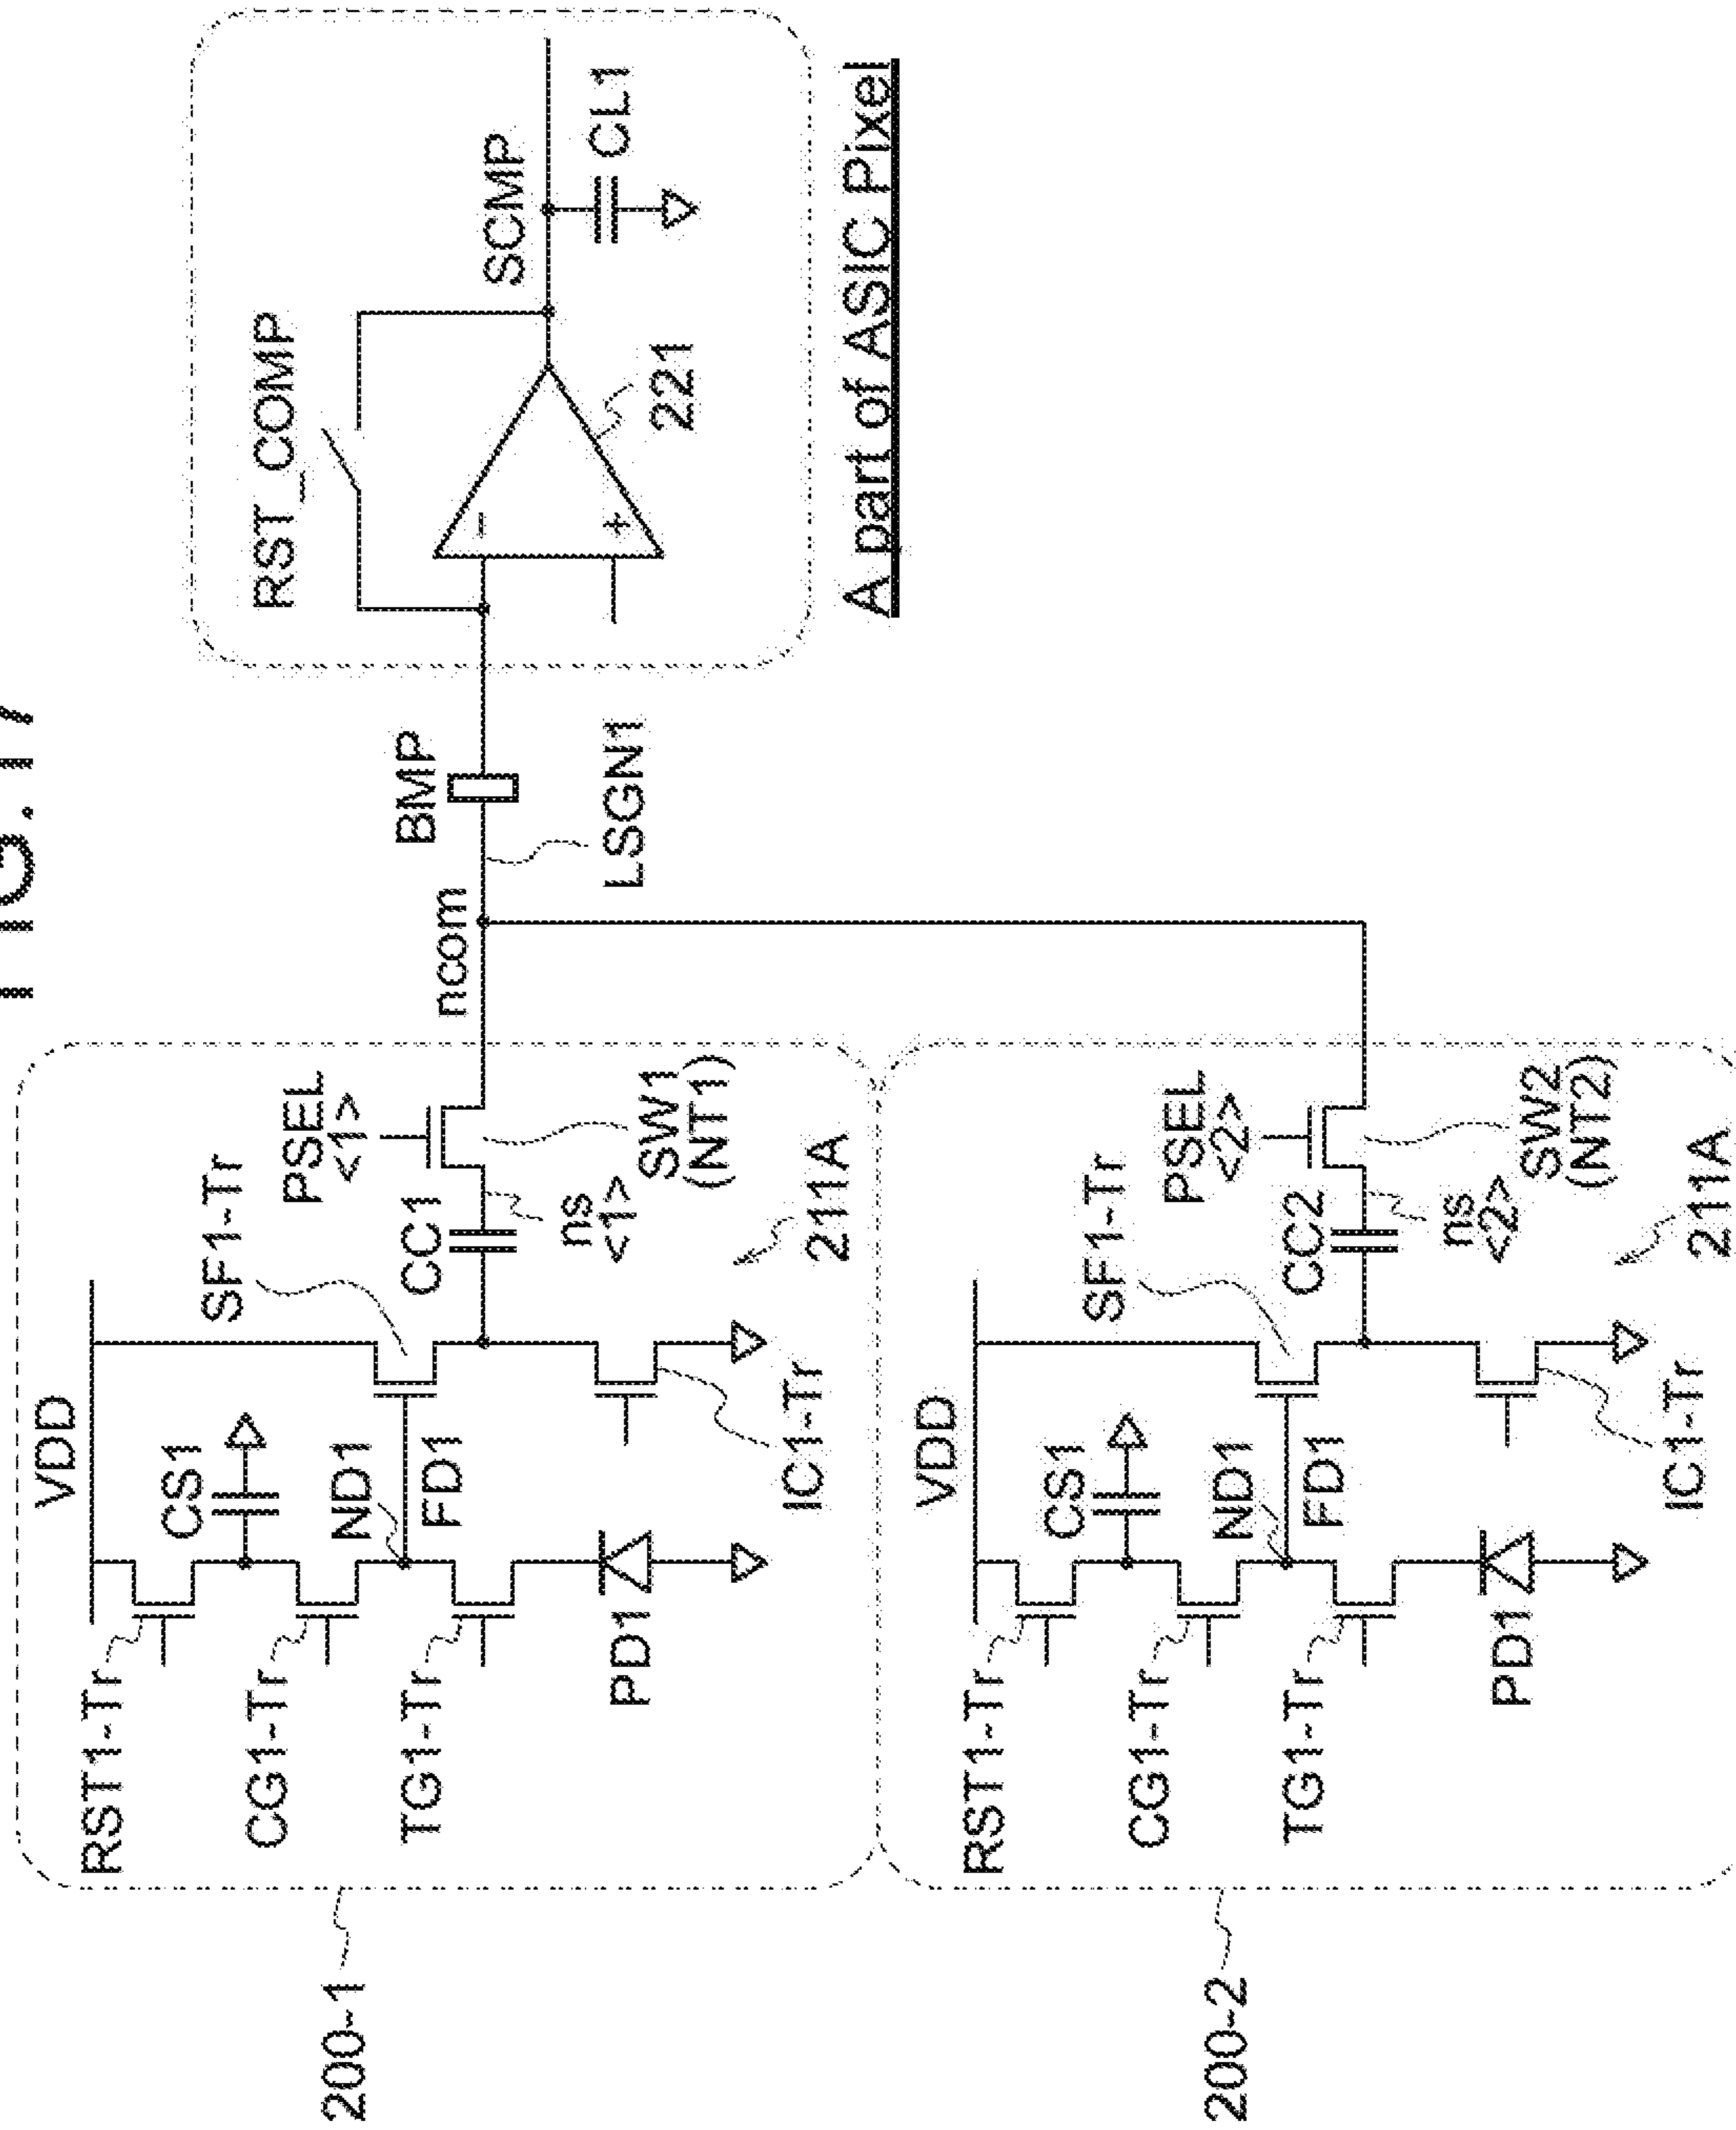 FIG. 17
200-1
RST1-Tr
CG1-Tr
TG1-Tr
PD1
VDD
CS1
ND1
FD1
IC1-Tr
SF1-Tr
CC1
PSEL
<1>
ns
<1>
SW1
(NT1)
211A
ncom
BMP
LSGN1
RST_COMP
-
+
221
SCMP
CL1
A part of ASIC Pixel
200-2
RST1-Tr
CG1-Tr
TG1-Tr
PD1
VDD
CS1
ND1
FD1
IC1-Tr
SF1-Tr
CC2
PSEL
<2>
ns
<2>
SW2
(NT2)
211A